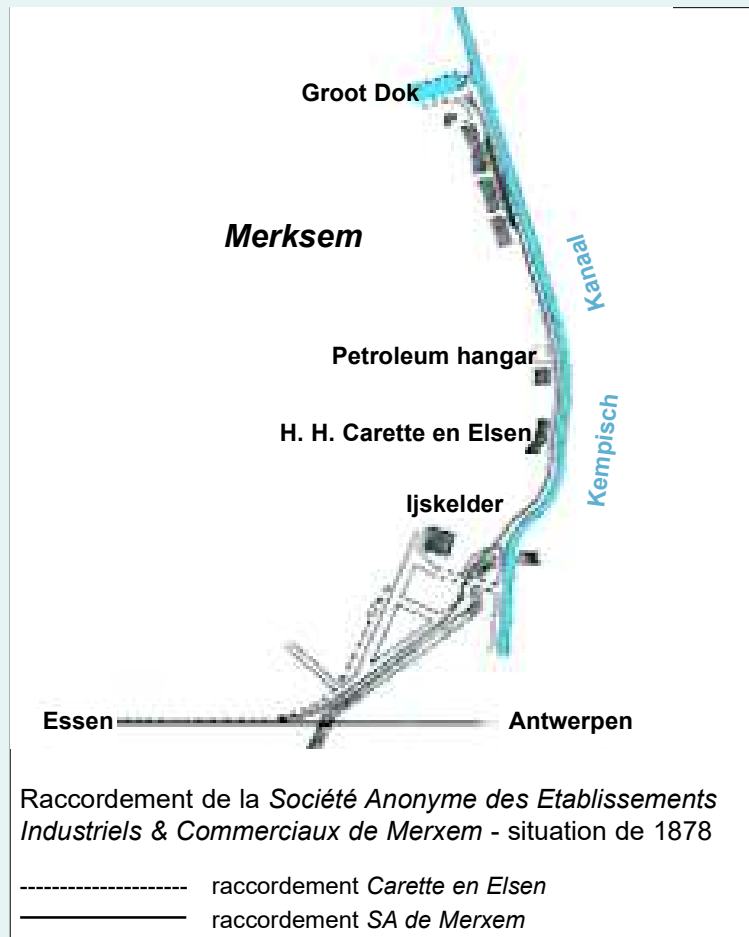 Groot Dok
Merksem
Kanaal
Petroleum hangar
H. H. Carette en Elsen
Kempisch
Ijskelder
Essen
Antwerpen
Raccordement de la Société Anonyme des Etablissements
Industriels & Commerciaux de Merxem - situation de 1878
raccordement Carette en Elsen
raccordement SA de Merxem